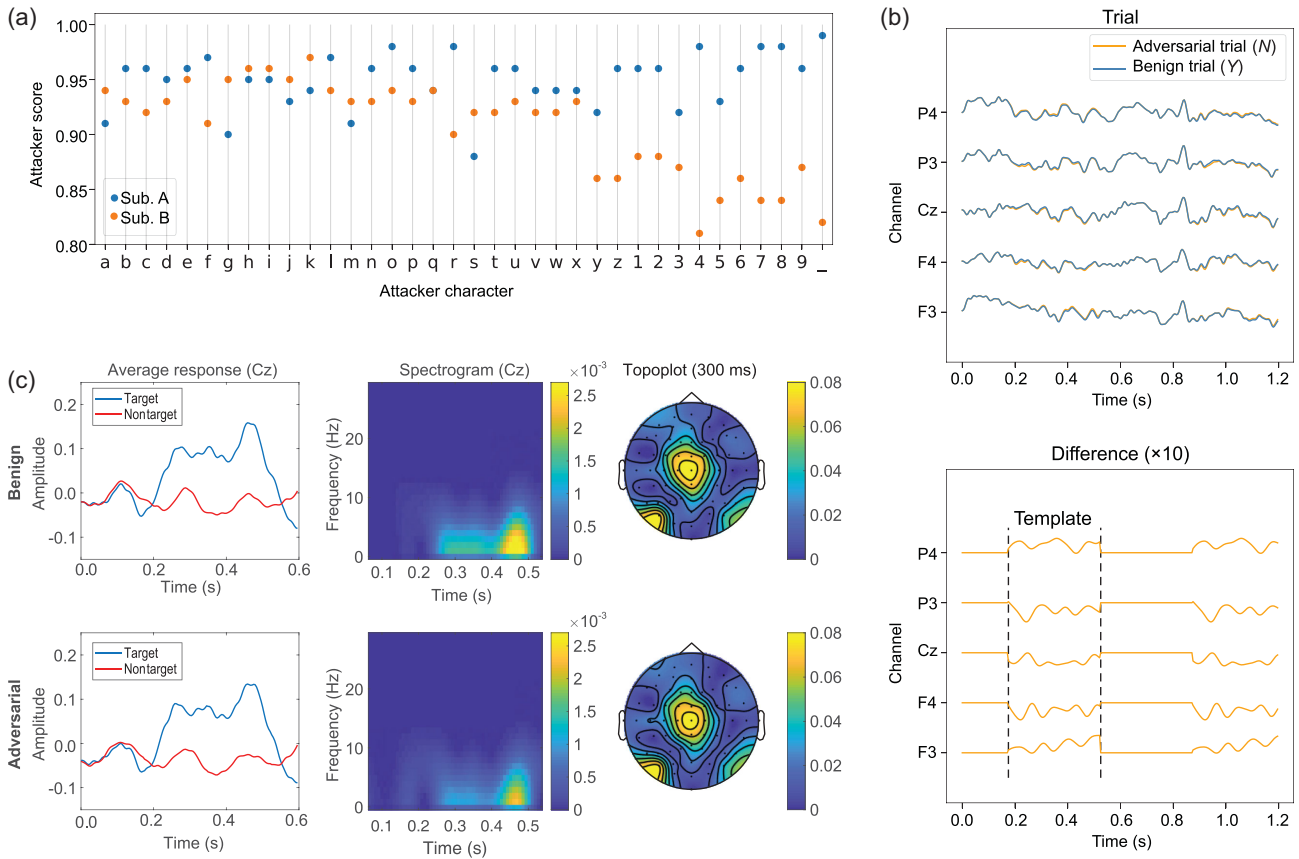 (a)
1.00
0.95
0.90
0.85
0.80
Attacker score
Sub. A
Sub. B
a b c d e f g h i j k l m n o p q r s t u v w x y z 1 2 3 4 5 6 7 8 9 _
Attacker character
(b)
Trial
Adversarial trial (N)
Benign trial (Y)
P4
P3
Cz
F4
F3
Channel
0.0 0.2 0.4 0.6 0.8 1.0 1.2
Time (s)
Difference (×10)
Template
P4
P3
Cz
F4
F3
Channel
0.0 0.2 0.4 0.6 0.8 1.0 1.2
Time (s)
(c)
Benign
Average response (Cz)
Target
Nontarget
0.2
0.1
0.0
-0.1
Amplitude
0.0 0.2 0.4 0.6
Time (s)
Spectrogram (Cz)
×10⁻³
20
10
0
Frequency (Hz)
0.1 0.2 0.3 0.4 0.5
Time (s)
2.5
2
1.5
1
0.5
0
Topoplot (300 ms)
0.08
0.06
0.04
0.02
0
Adversarial
Target
Nontarget
0.2
0.1
0.0
-0.1
Amplitude
0.0 0.2 0.4 0.6
Time (s)
×10⁻³
20
10
0
Frequency (Hz)
0.1 0.2 0.3 0.4 0.5
Time (s)
2.5
2
1.5
1
0.5
0
0.08
0.06
0.04
0.02
0